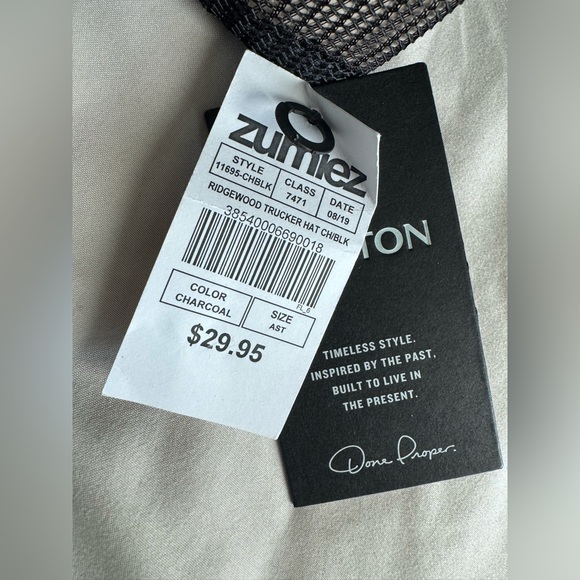 zumiez
STYLE
11695-CHBLK
CLASS
7471
DATE
08/19
RIDGEWOOD TRUCKER HAT CH/BLK
38540006690018
FL_6
COLOR
CHARCOAL
SIZE
AST
$29.95
TON
TIMELESS STYLE.
INSPIRED BY THE PAST,
BUILT TO LIVE IN
THE PRESENT.
Done Proper.